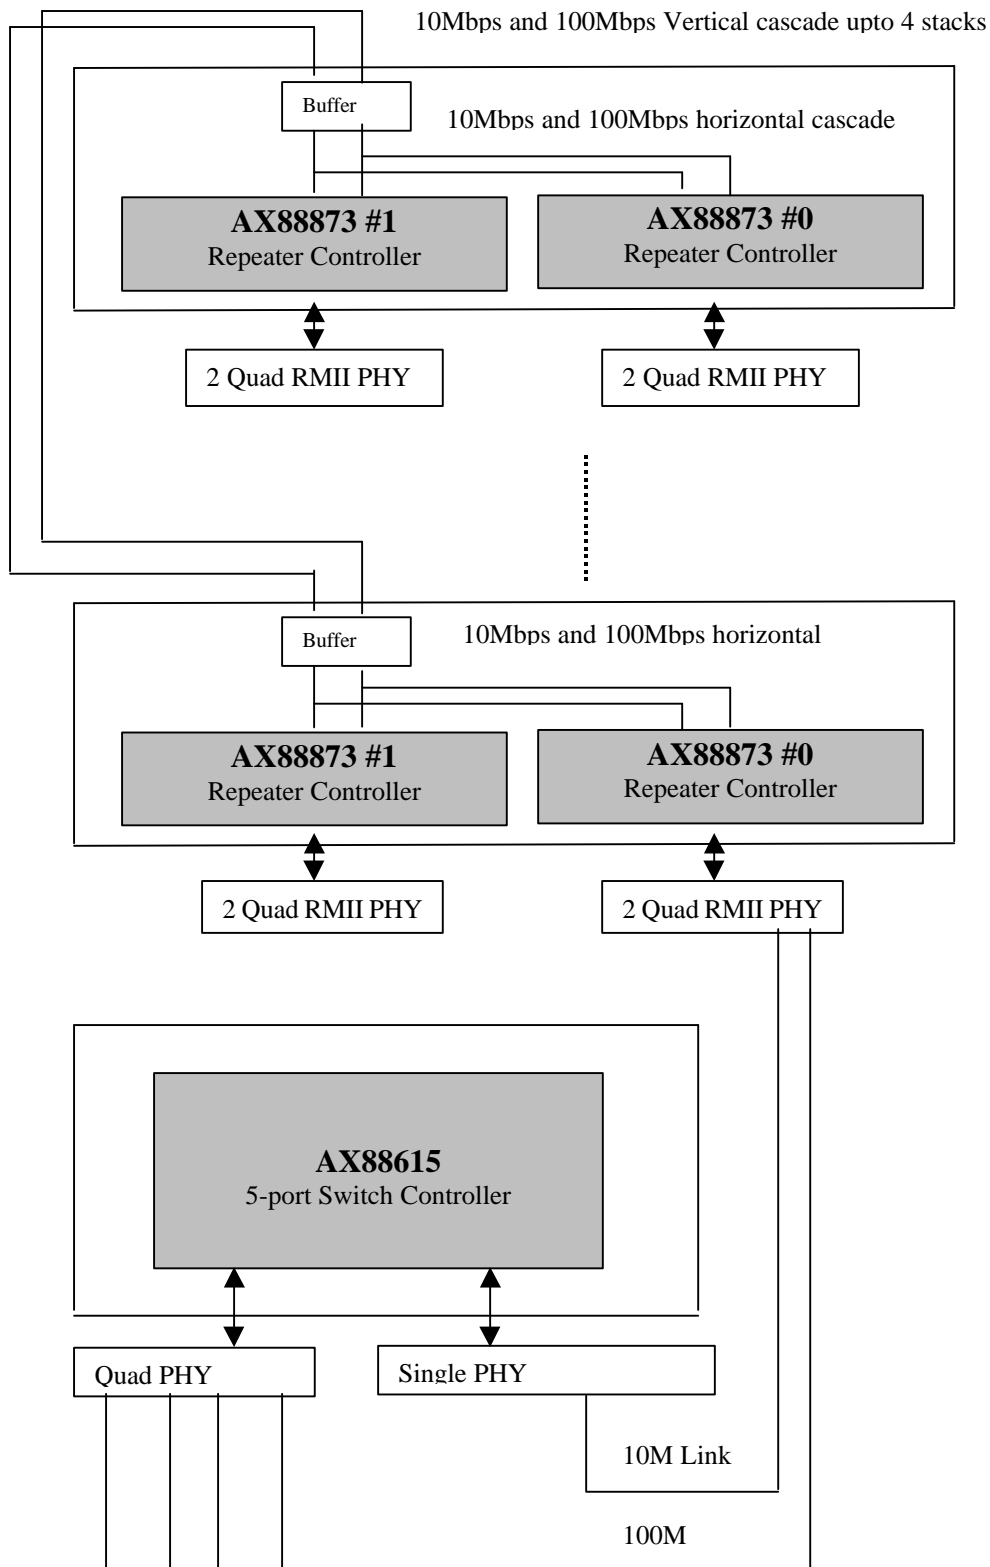 10Mbps and 100Mbps Vertical cascade upto 4 stacks
Buffer
10Mbps and 100Mbps horizontal cascade
AX88873 #1
Repeater Controller
AX88873 #0
Repeater Controller
2 Quad RMII PHY
2 Quad RMII PHY
Buffer
10Mbps and 100Mbps horizontal
AX88873 #1
Repeater Controller
AX88873 #0
Repeater Controller
2 Quad RMII PHY
2 Quad RMII PHY
AX88615
5-port Switch Controller
Quad PHY
Single PHY
10M Link
100M